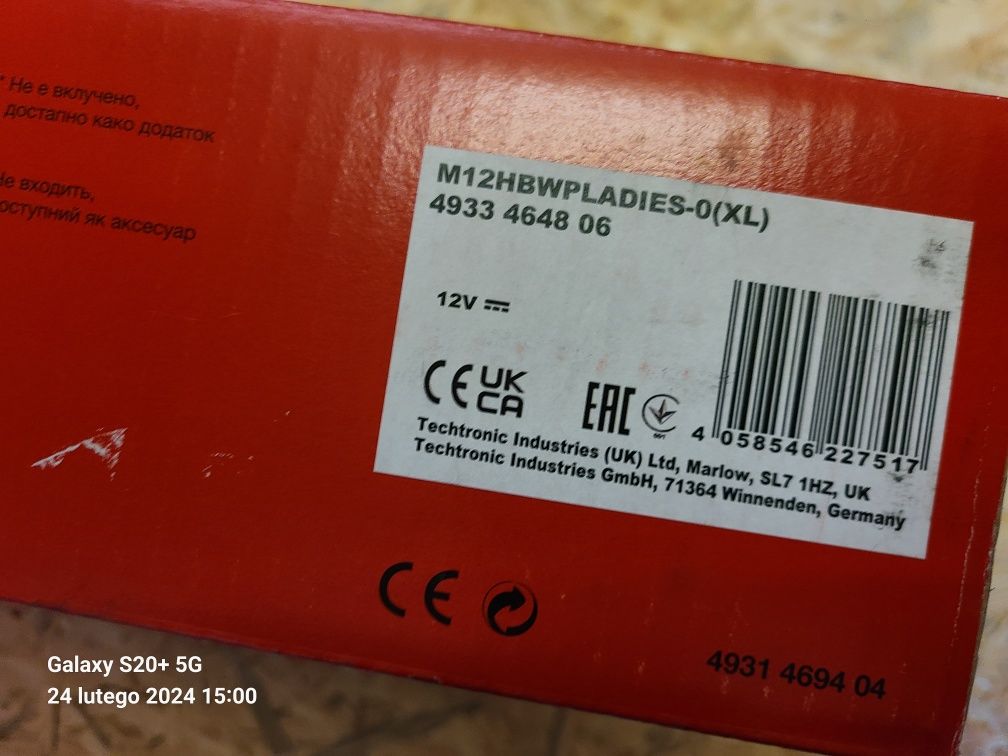 * Не е вклучено,
достапно како додаток
Не входить,
доступний як аксесуар
M12HBWPLADIES-0(XL)
4933 4648 06
12V
CE UK CA EAC
4 058546 227517
Techtronic Industries (UK) Ltd, Marlow, SL7 1HZ, UK
Techtronic Industries GmbH, 71364 Winnenden, Germany
CE
4931 4694 04
Galaxy S20+ 5G
24 lutego 2024 15:00